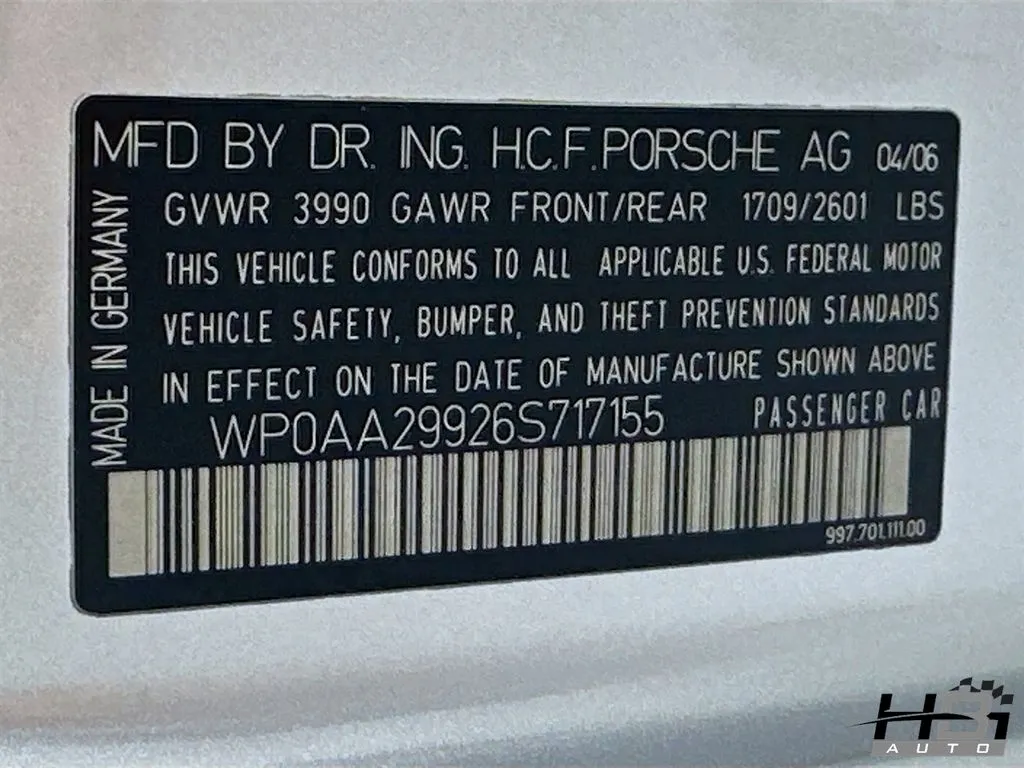 MFD BY DR. ING. H.C.F. PORSCHE AG 04/06
GVWR 3990 GAWR FRONT/REAR 1709/2601 LBS
THIS VEHICLE CONFORMS TO ALL APPLICABLE U.S. FEDERAL MOTOR
VEHICLE SAFETY, BUMPER, AND THEFT PREVENTION STANDARDS
IN EFFECT ON THE DATE OF MANUFACTURE SHOWN ABOVE
WP0AA29926S717155 PASSENGER CAR
997.701.111.00
MADE IN GERMANY
HBI
AUTO